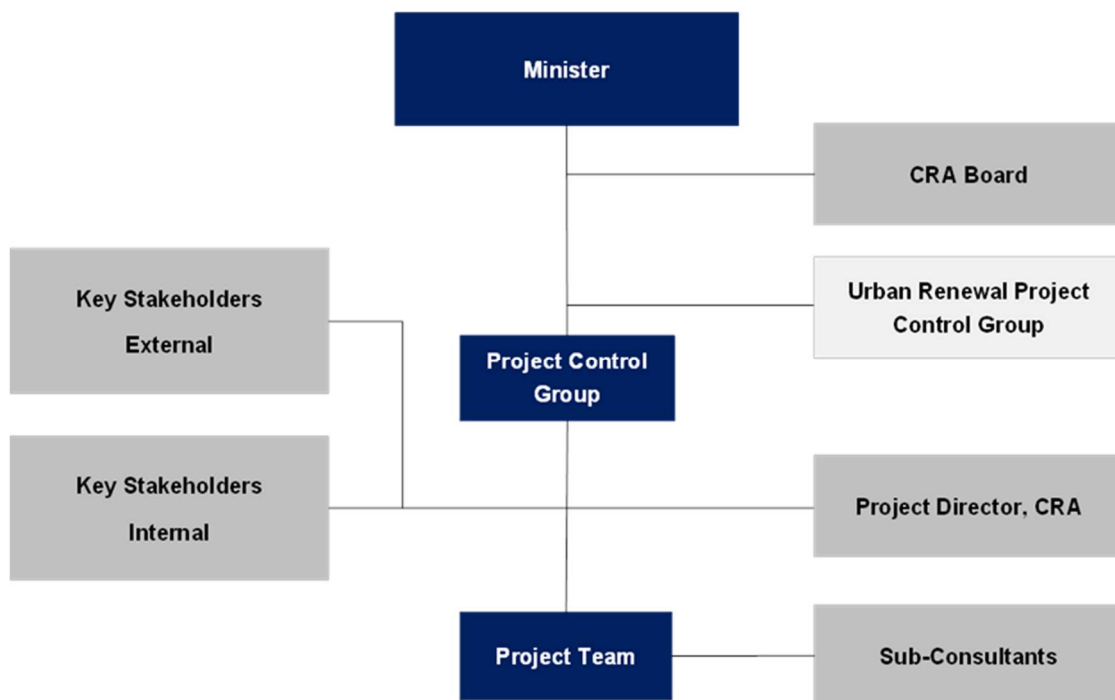 Minister
CRA Board
Key Stakeholders
External
Urban Renewal Project
Control Group
Project Control
Group
Key Stakeholders
Internal
Project Director, CRA
Project Team
Sub-Consultants